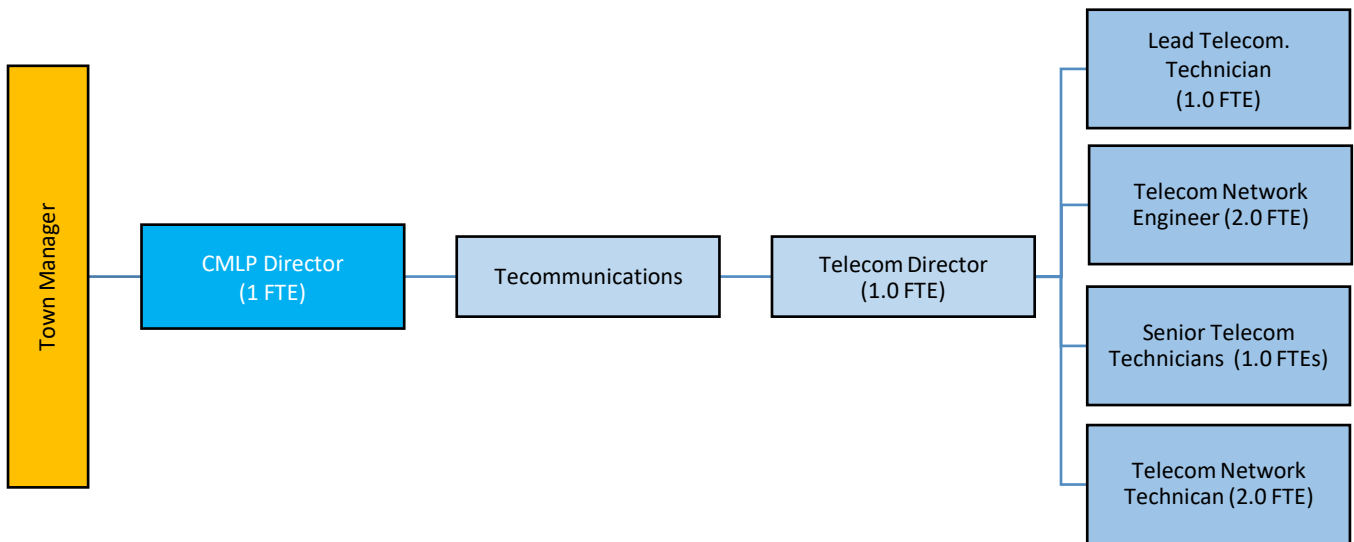 Town Manager
CMLP Director
(1 FTE)
Tecommunications
Telecom Director
(1.0 FTE)
Lead Telecom.
Technician
(1.0 FTE)
Telecom Network
Engineer (2.0 FTE)
Senior Telecom
Technicians (1.0 FTEs)
Telecom Network
Technican (2.0 FTE)